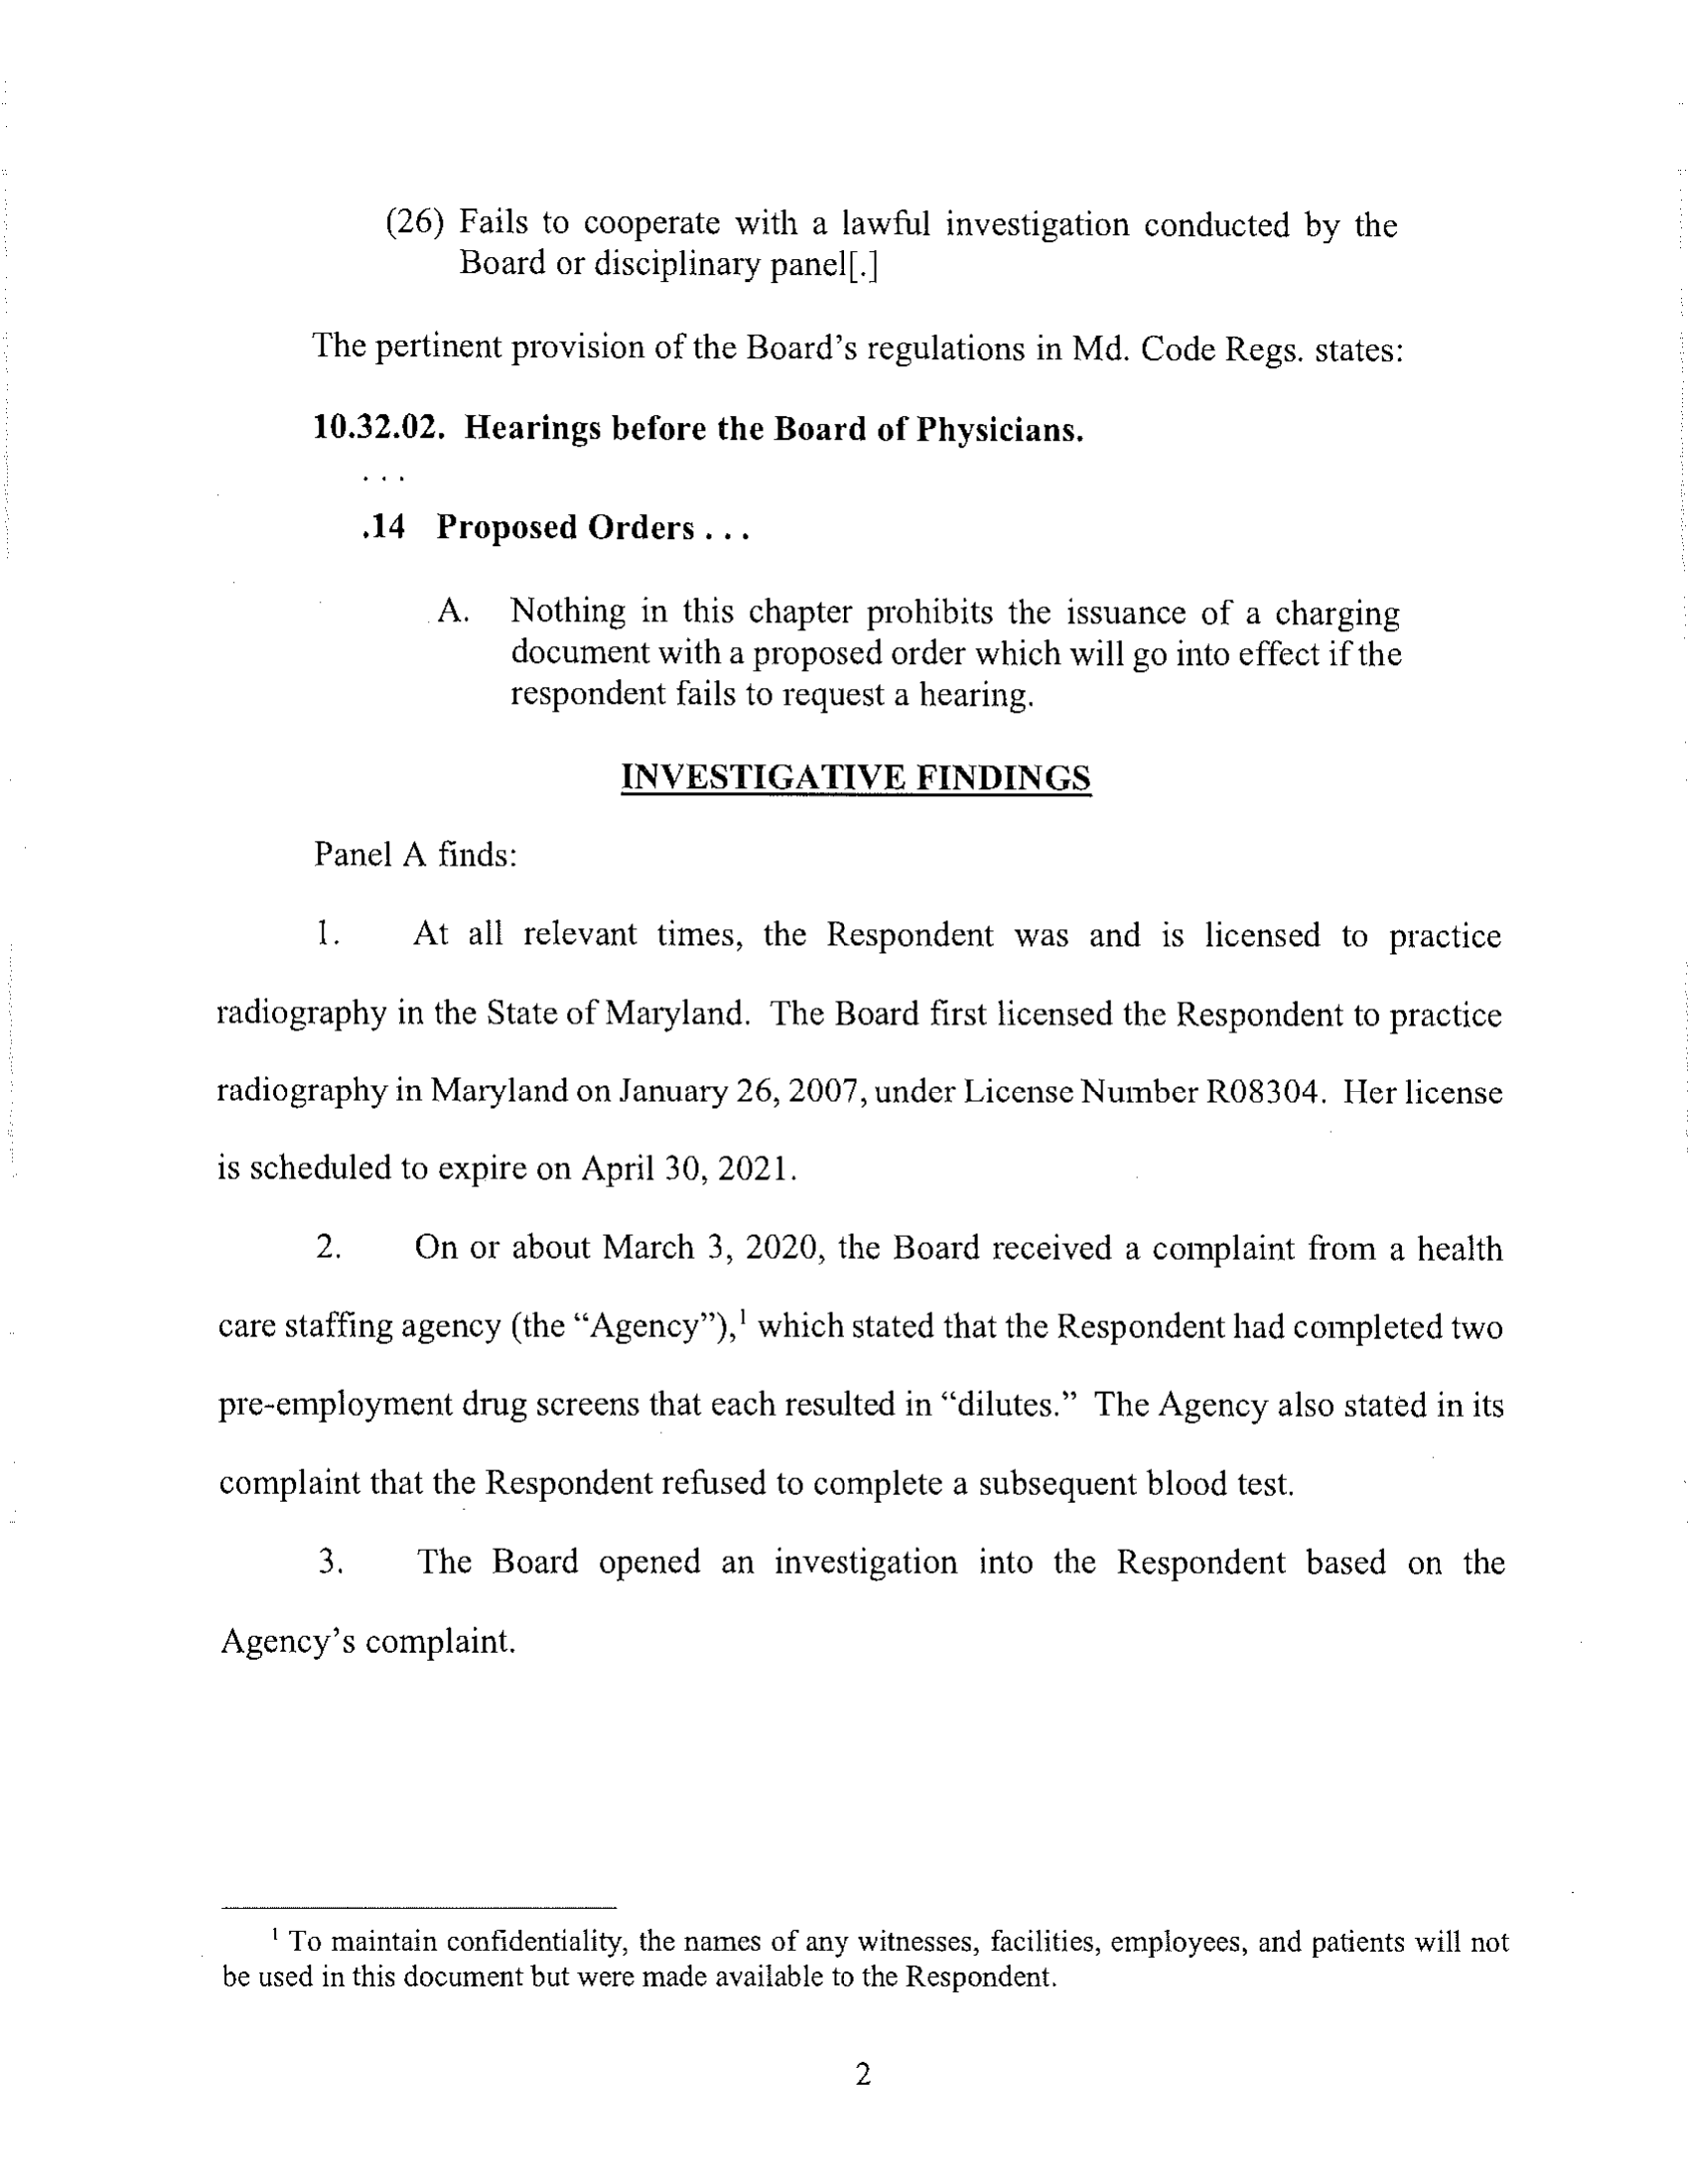 (26) Fails to cooperate with a lawful investigation conducted by the
Board or disciplinary panel[.]
The pertinent provision of the Board's regulations in Md. Code Regs. states:
10.32.02. Hearings before the Board of Physicians.
. . .
.14 Proposed Orders . . .
A. Nothing in this chapter prohibits the issuance of a charging
document with a proposed order which will go into effect if the
respondent fails to request a hearing.
INVESTIGATIVE FINDINGS
Panel A finds:
1. At all relevant times, the Respondent was and is licensed to practice
radiography in the State of Maryland. The Board first licensed the Respondent to practice
radiography in Maryland on January 26, 2007, under License Number R08304. Her license
is scheduled to expire on April 30, 2021.
2. On or about March 3, 2020, the Board received a complaint from a health
care staffing agency (the “Agency”),¹ which stated that the Respondent had completed two
pre-employment drug screens that each resulted in “dilutes.” The Agency also stated in its
complaint that the Respondent refused to complete a subsequent blood test.
3. The Board opened an investigation into the Respondent based on the
Agency's complaint.
¹ To maintain confidentiality, the names of any witnesses, facilities, employees, and patients will not
be used in this document but were made available to the Respondent.
2